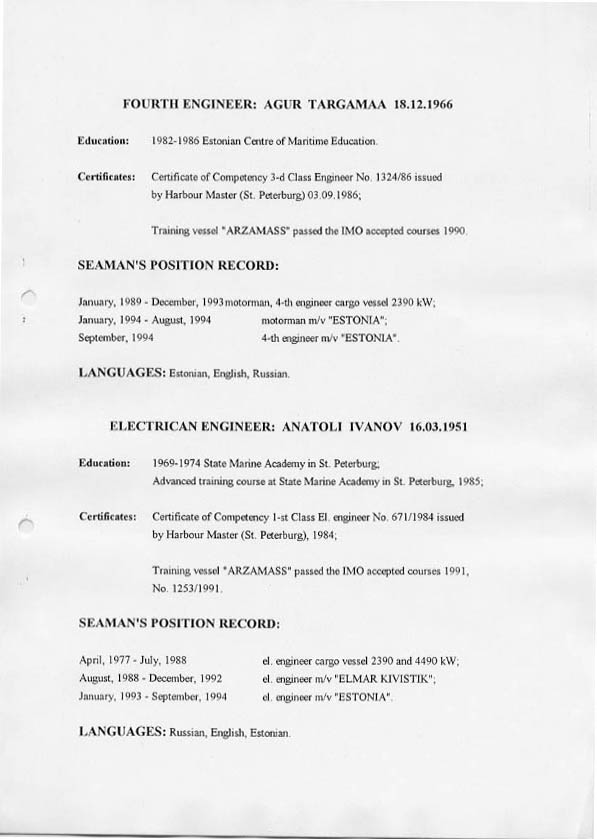 FOURTH ENGINEER: AGUR TARGAMAA 18.12.1966
Education: 1982-1986 Estonian Centre of Maritime Education.
Certificates: Certificate of Competency 3-d Class Engineer No. 1324/86 issued
by Harbour Master (St. Peterburg) 03.09.1986;
Training vessel "ARZAMASS" passed the IMO accepted courses 1990.
SEAMAN'S POSITION RECORD:
January, 1989 - December, 1993 motorman, 4-th engineer cargo vessel 2390 kW;
January, 1994 - August, 1994 motorman m/v "ESTONIA";
September, 1994 4-th engineer m/v "ESTONIA".
LANGUAGES: Estonian, English, Russian.
ELECTRICAN ENGINEER: ANATOLI IVANOV 16.03.1951
Education: 1969-1974 State Marine Academy in St. Peterburg;
Advanced training course at State Marine Academy in St. Peterburg, 1985;
Certificates: Certificate of Competency 1-st Class El. engineer No. 671/1984 issued
by Harbour Master (St. Peterburg), 1984;
Training vessel "ARZAMASS" passed the IMO accepted courses 1991,
No. 1253/1991.
SEAMAN'S POSITION RECORD:
April, 1977 - July, 1988 el. engineer cargo vessel 2390 and 4490 kW;
August, 1988 - December, 1992 el. engineer m/v "ELMAR KIVISTIK";
January, 1993 - September, 1994 el. engineer m/v "ESTONIA".
LANGUAGES: Russian, English, Estonian.